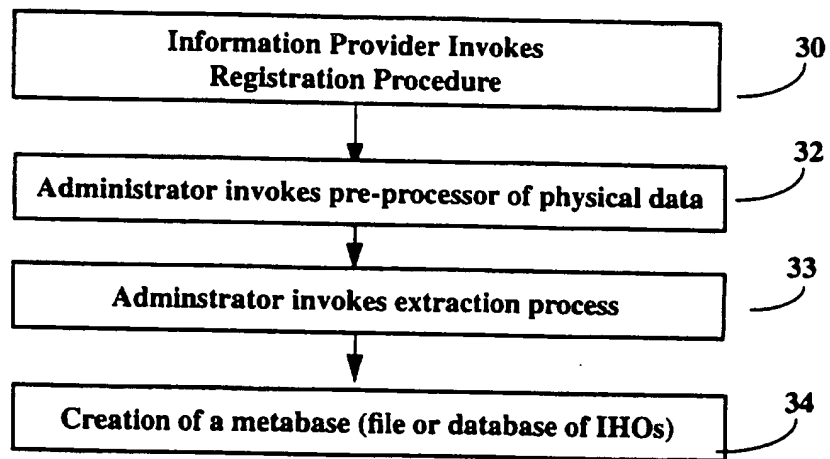 Information Provider Invokes
Registration Procedure
30
Administrator invokes pre-processor of physical data
32
Adminstrator invokes extraction process
33
Creation of a metabase (file or database of IHOs)
34